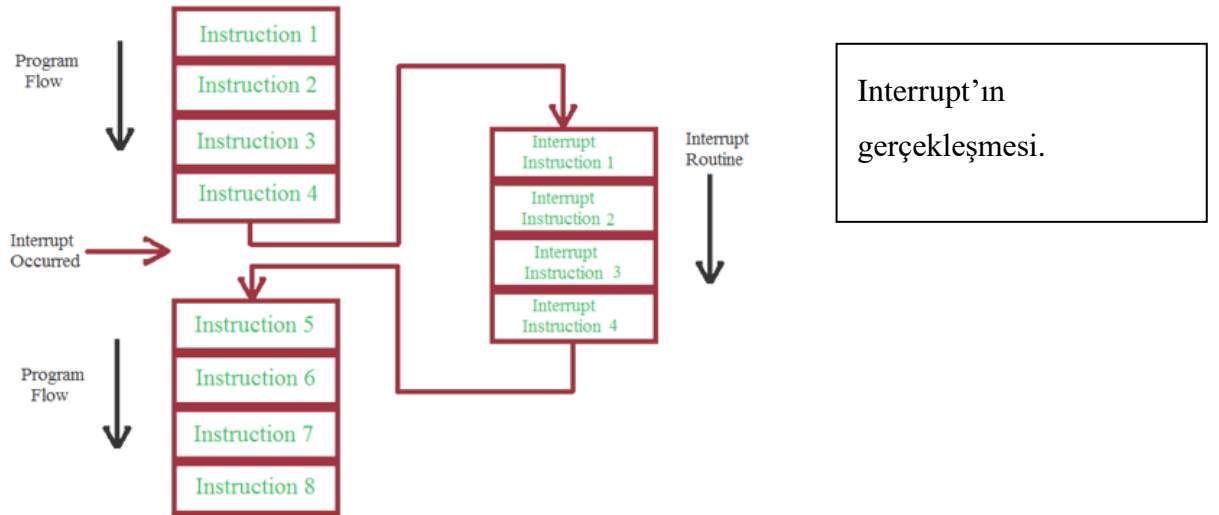 Program
Flow
Instruction 1
Instruction 2
Instruction 3
Instruction 4
Interrupt
Occurred
Program
Flow
Instruction 5
Instruction 6
Instruction 7
Instruction 8
Interrupt
Instruction 1
Interrupt
Instruction 2
Interrupt
Instruction 3
Interrupt
Instruction 4
Interrupt
Routine
Interrupt’ın
gerçekleşmesi.